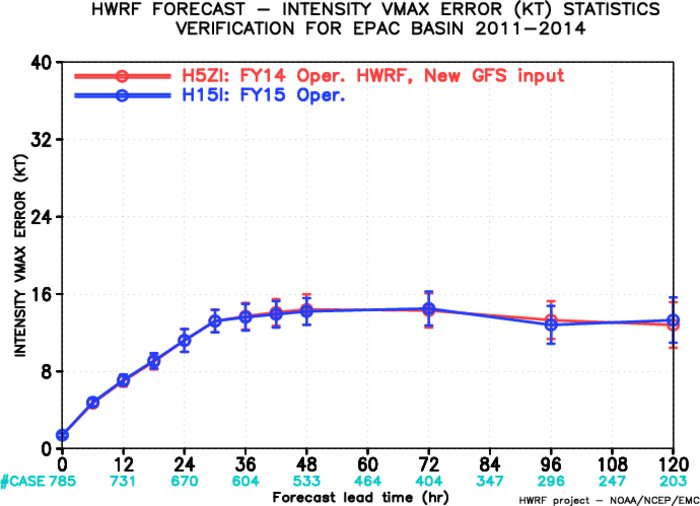 HWRF FORECAST – INTENSITY VMAX ERROR (KT) STATISTICS
VERIFICATION FOR EPAC BASIN 2011–2014
H5ZI: FY14 Oper. HWRF, New GFS input
H15I: FY15 Oper.
INTENSITY VMAX ERROR (KT)
40
32
24
16
8
0
0 12 24 36 48 60 72 84 96 108 120
#CASE 785 731 670 604 533 464 404 347 296 247 203
Forecast lead time (hr)
HWRF project – NOAA/NCEP/EMC